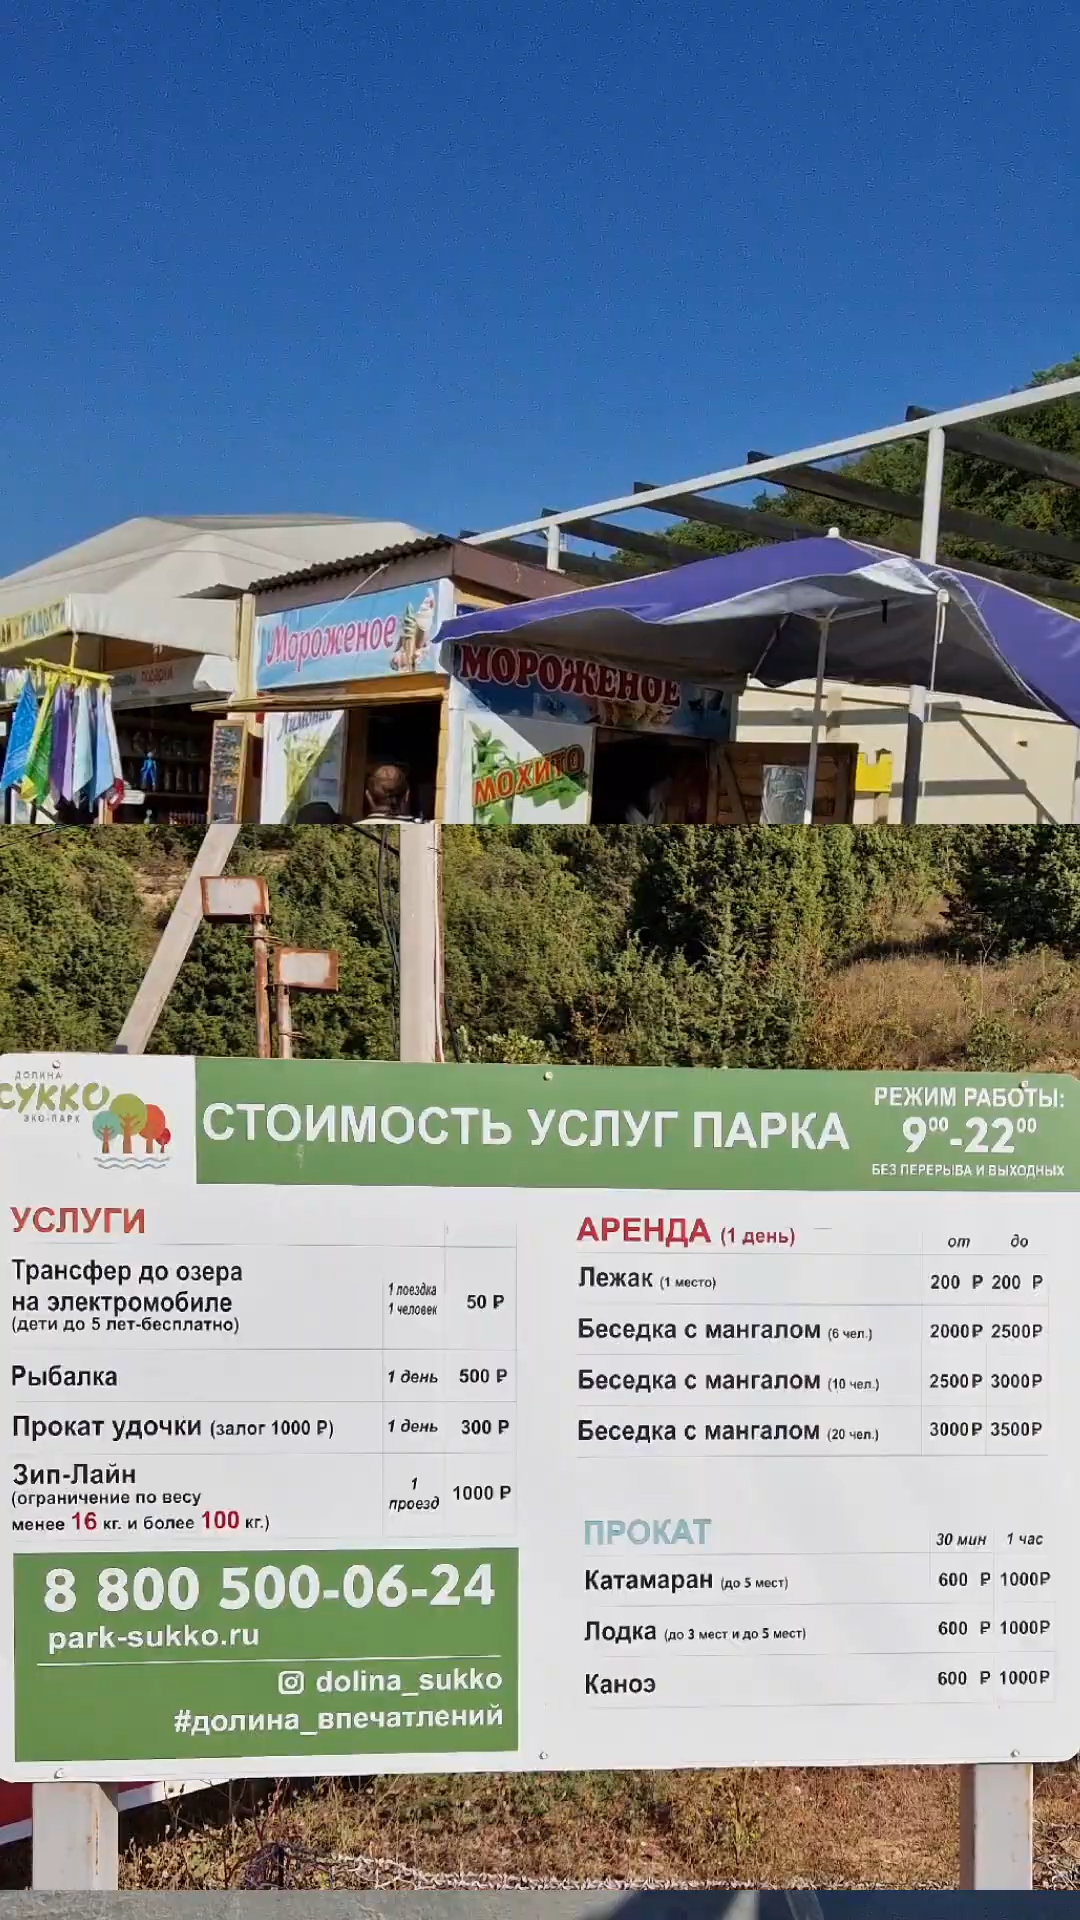 СЛАДОСТИ
Мороженое
подарки
МОРОЖЕНОЕ
МОХИТО
ДОЛИНА
СУККО
ЭКО-ПАРК
СТОИМОСТЬ УСЛУГ ПАРКА
РЕЖИМ РАБОТЫ:
9⁰⁰-22⁰⁰
БЕЗ ПЕРЕРЫВА И ВЫХОДНЫХ
УСЛУГИ
Трансфер до озера
на электромобиле
(дети до 5 лет-бесплатно)
1 поездка
1 человек
50 ₽
Рыбалка 1 день 500 ₽
Прокат удочки (залог 1000 ₽) 1 день 300 ₽
Зип-Лайн
(ограничение по весу
менее 16 кг. и более 100 кг.)
1
проезд
1000 ₽
8 800 500-06-24
park-sukko.ru
dolina_sukko
#долина_впечатлений
АРЕНДА (1 день) от до
Лежак (1 место) 200 ₽ 200 ₽
Беседка с мангалом (6 чел.) 2000₽ 2500₽
Беседка с мангалом (10 чел.) 2500₽ 3000₽
Беседка с мангалом (20 чел.) 3000₽ 3500₽
ПРОКАТ 30 мин 1 час
Катамаран (до 5 мест) 600 ₽ 1000₽
Лодка (до 3 мест и до 5 мест) 600 ₽ 1000₽
Каноэ 600 ₽ 1000₽